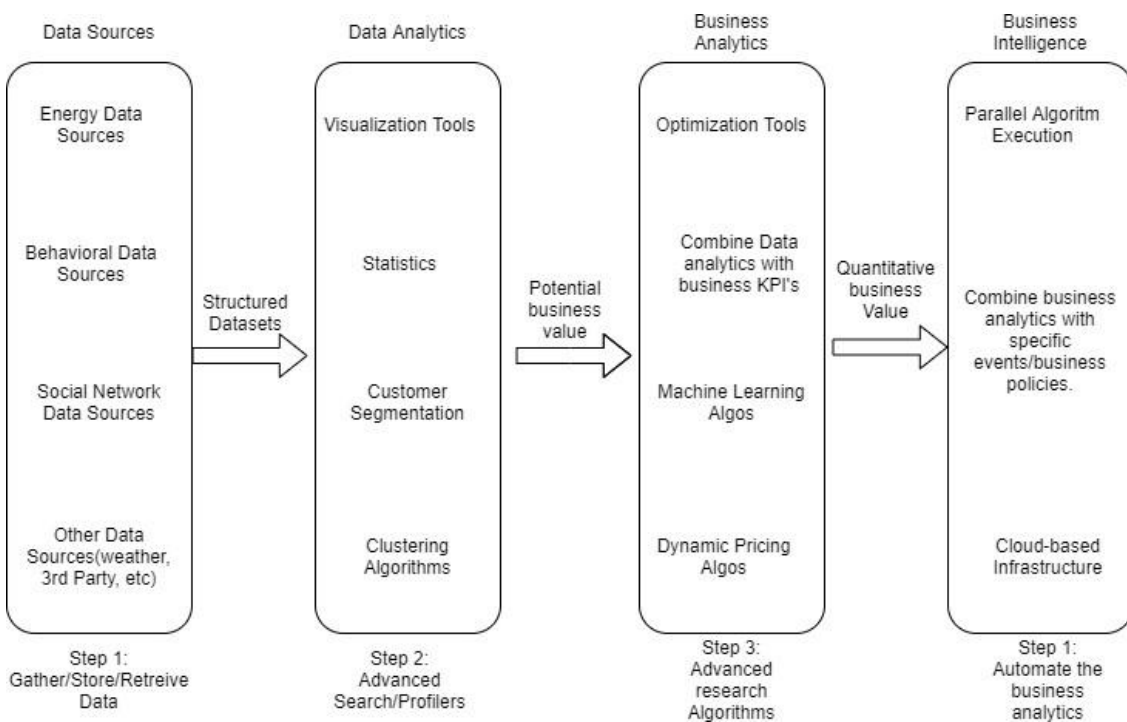 Data Sources
Energy Data
Sources
Behavioral Data
Sources
Social Network
Data Sources
Other Data
Sources(weather,
3rd Party, etc)
Step 1:
Gather/Store/Retreive
Data
Structured
Datasets
Data Analytics
Visualization Tools
Statistics
Customer
Segmentation
Clustering
Algorithms
Step 2:
Advanced
Search/Profilers
Potential
business
value
Business
Analytics
Optimization Tools
Combine Data
analytics with
business KPI's
Machine Learning
Algos
Dynamic Pricing
Algos
Step 3:
Advanced
research
Algorithms
Quantitative
business
Value
Business
Intelligence
Parallel Algoritm
Execution
Combine business
analytics with
specific
events/business
policies.
Cloud-based
Infrastructure
Step 1:
Automate the
business
analytics